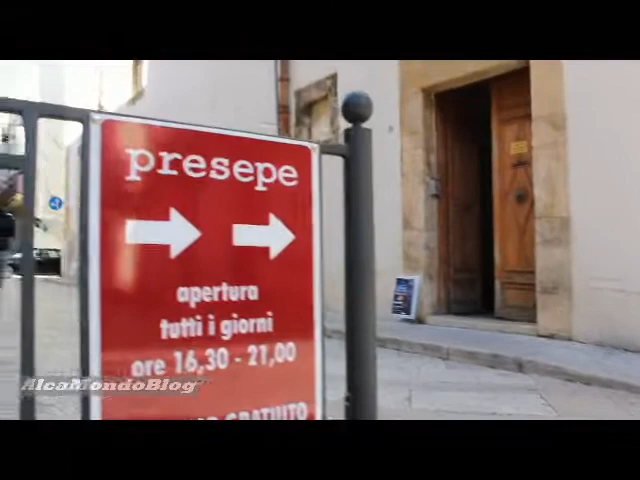 presepe
apertura
tutti i giorni
ore 16,30 - 21,00
GRATUITO
AlcaMondoBlog